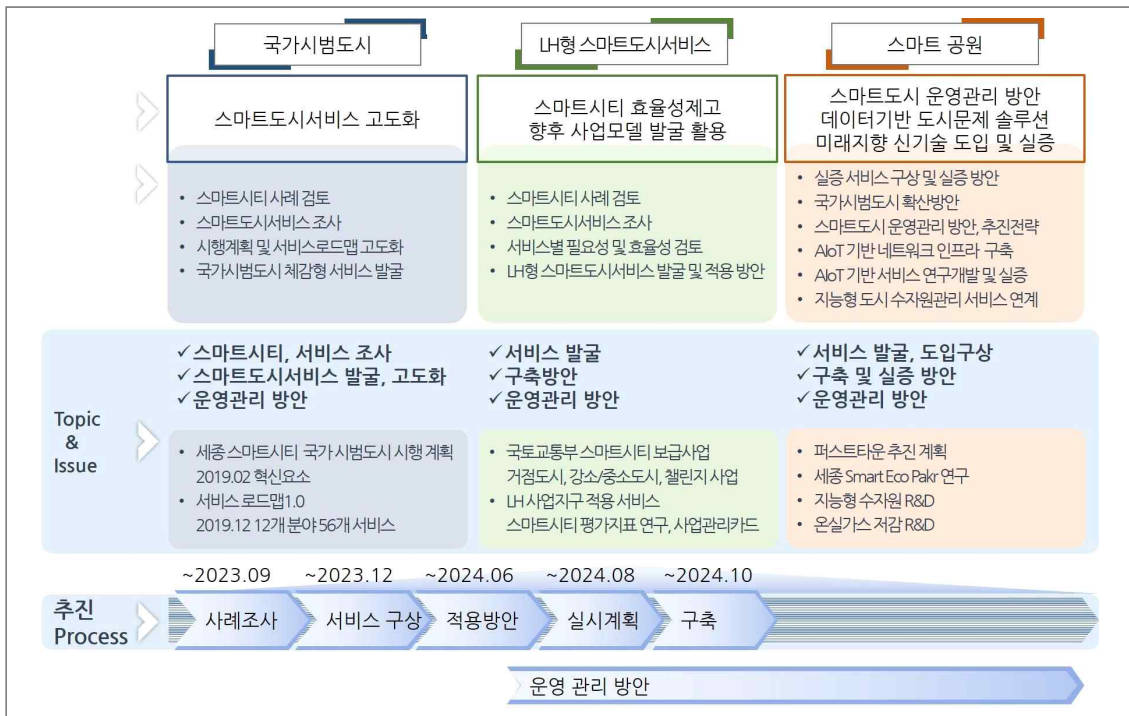 국가시범도시
스마트도시서비스 고도화
• 스마트시티 사례 검토
• 스마트도시서비스 조사
• 시행계획 및 서비스로드맵 고도화
• 국가시범도시 체감형 서비스 발굴
LH형 스마트도시서비스
스마트시티 효율성제고
향후 사업모델 발굴 활용
• 스마트시티 사례 검토
• 스마트도시서비스 조사
• 서비스별 필요성 및 효율성 검토
• LH형 스마트도시서비스 발굴 및 적용 방안
스마트 공원
스마트도시 운영관리 방안
데이터기반 도시문제 솔루션
미래지향 신기술 도입 및 실증
• 실증 서비스 구상 및 실증 방안
• 국가시범도시 확산방안
• 스마트도시 운영관리 방안, 추진전략
• AIoT 기반 네트워크 인프라 구축
• AIoT 기반 서비스 연구개발 및 실증
• 지능형 도시 수자원관리 서비스 연계
Topic
&
Issue
✓스마트시티, 서비스 조사
✓스마트도시서비스 발굴, 고도화
✓운영관리 방안
• 세종 스마트시티 국가 시범도시 시행 계획
2019.02 혁신요소
• 서비스 로드맵1.0
2019.12 12개 분야 56개 서비스
✓서비스 발굴
✓구축방안
✓운영관리 방안
• 국토교통부 스마트시티 보급사업
거점도시, 강소/중소도시, 챌린지 사업
• LH 사업지구 적용 서비스
스마트시티 평가지표 연구, 사업관리카드
✓서비스 발굴, 도입구상
✓구축 및 실증 방안
✓운영관리 방안
• 퍼스트타운 추진 계획
• 세종 Smart Eco Pakr 연구
• 지능형 수자원 R&D
• 온실가스 저감 R&D
~2023.09 ~2023.12 ~2024.06 ~2024.08 ~2024.10
추진
Process
사례조사 서비스 구상 적용방안 실시계획 구축
운영 관리 방안